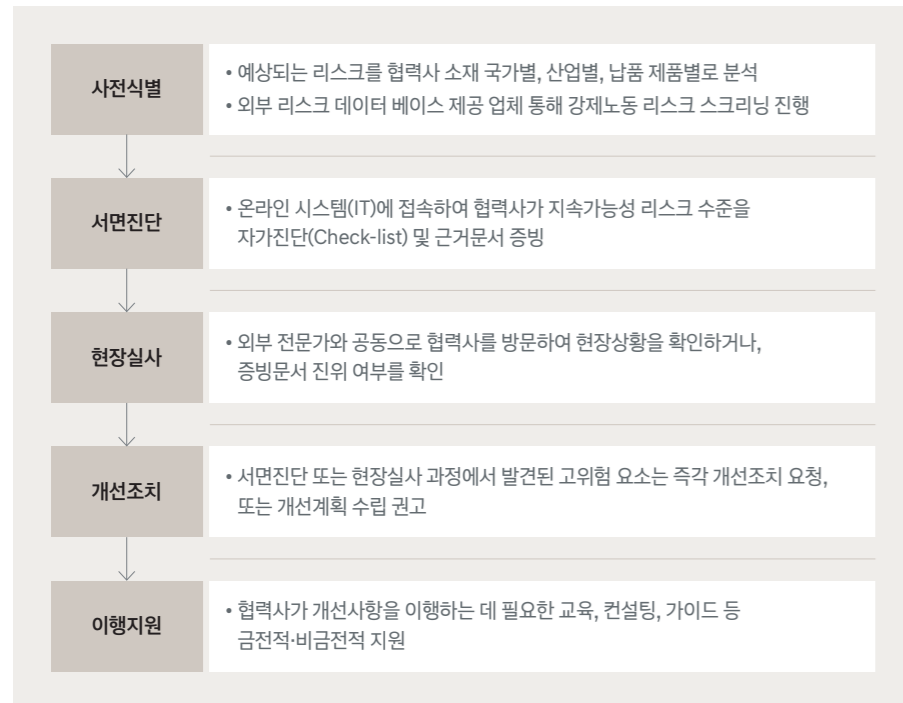 사전식별
• 예상되는 리스크를 협력사 소재 국가별, 산업별, 납품 제품별로 분석
• 외부 리스크 데이터 베이스 제공 업체 통해 강제노동 리스크 스크리닝 진행
서면진단
• 온라인 시스템(IT)에 접속하여 협력사가 지속가능성 리스크 수준을
자가진단(Check-list) 및 근거문서 증빙
현장실사
• 외부 전문가와 공동으로 협력사를 방문하여 현장상황을 확인하거나,
증빙문서 진위 여부를 확인
개선조치
• 서면진단 또는 현장실사 과정에서 발견된 고위험 요소는 즉각 개선조치 요청,
또는 개선계획 수립 권고
이행지원
• 협력사가 개선사항을 이행하는 데 필요한 교육, 컨설팅, 가이드 등
금전적·비금전적 지원